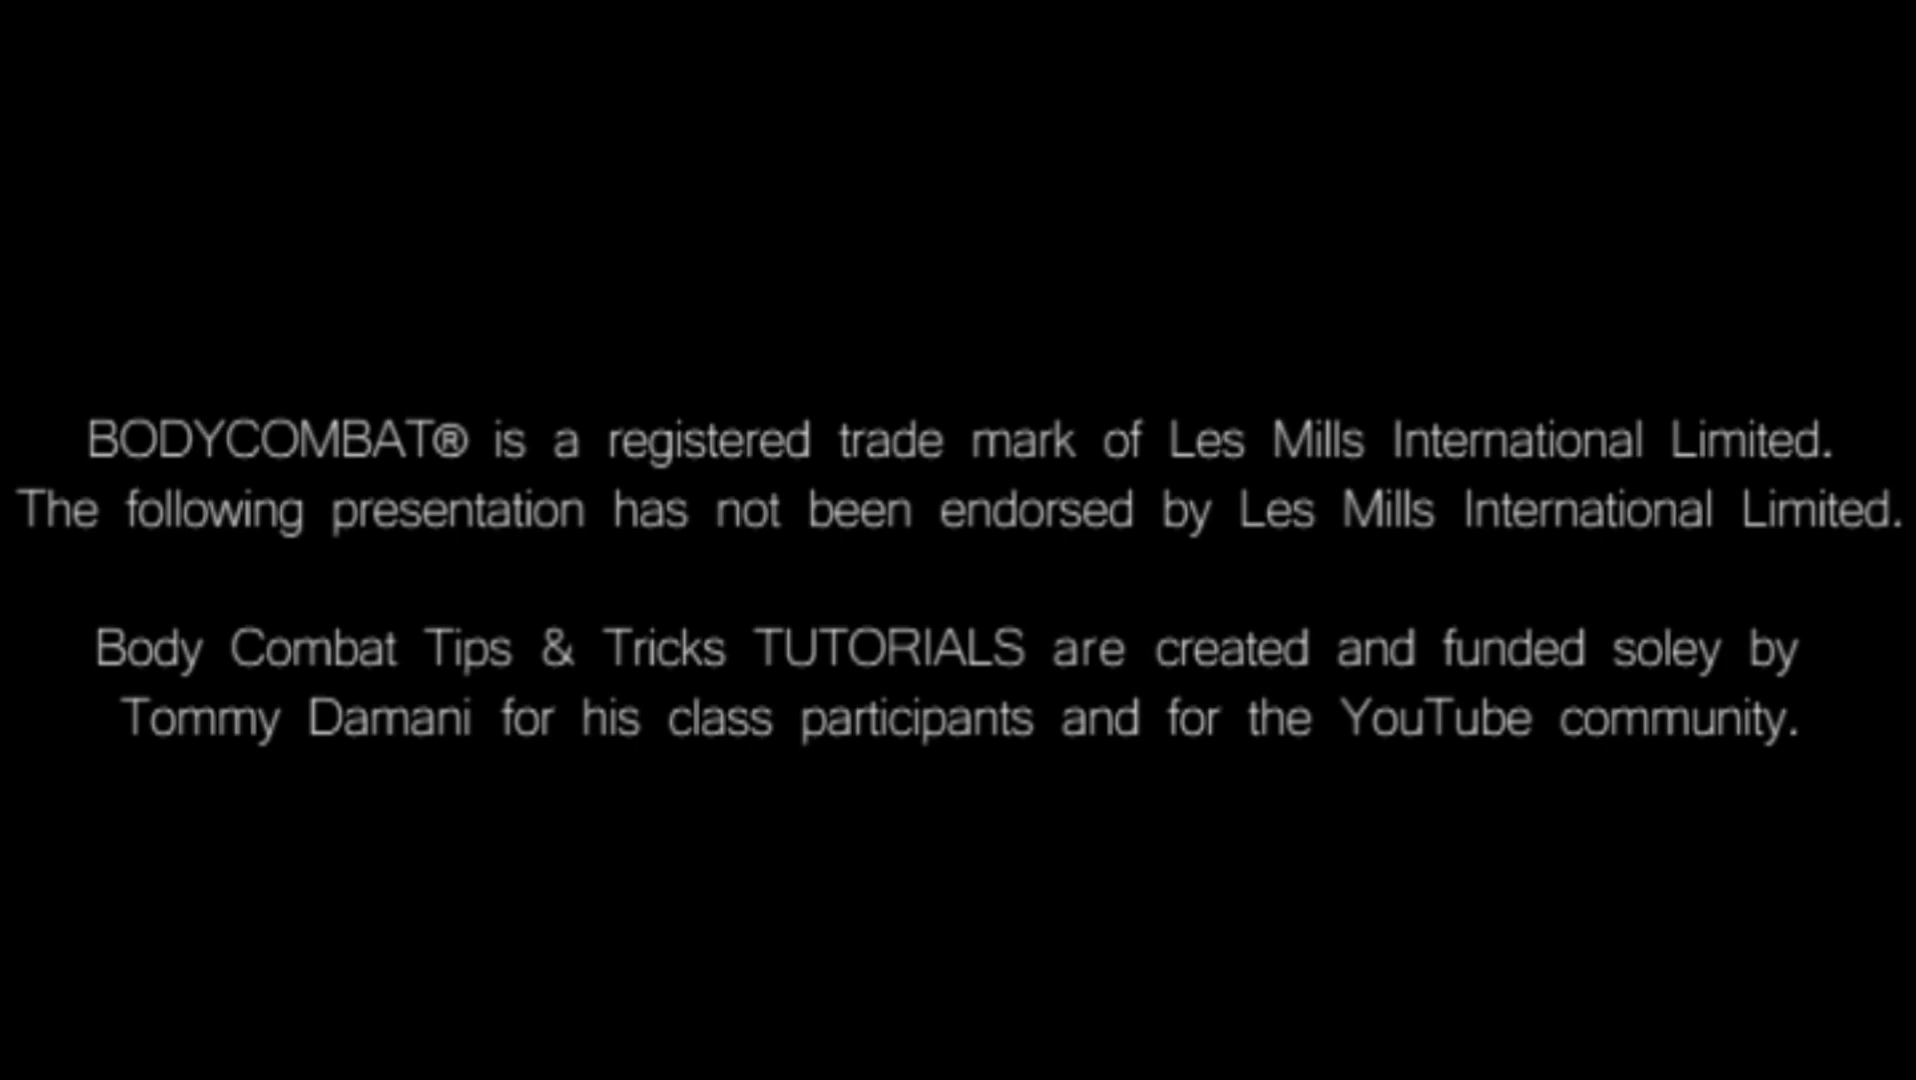 BODYCOMBAT® is a registered trade mark of Les Mills International Limited.
The following presentation has not been endorsed by Les Mills International Limited.
Body Combat Tips & Tricks TUTORIALS are created and funded soley by
Tommy Damani for his class participants and for the YouTube community.